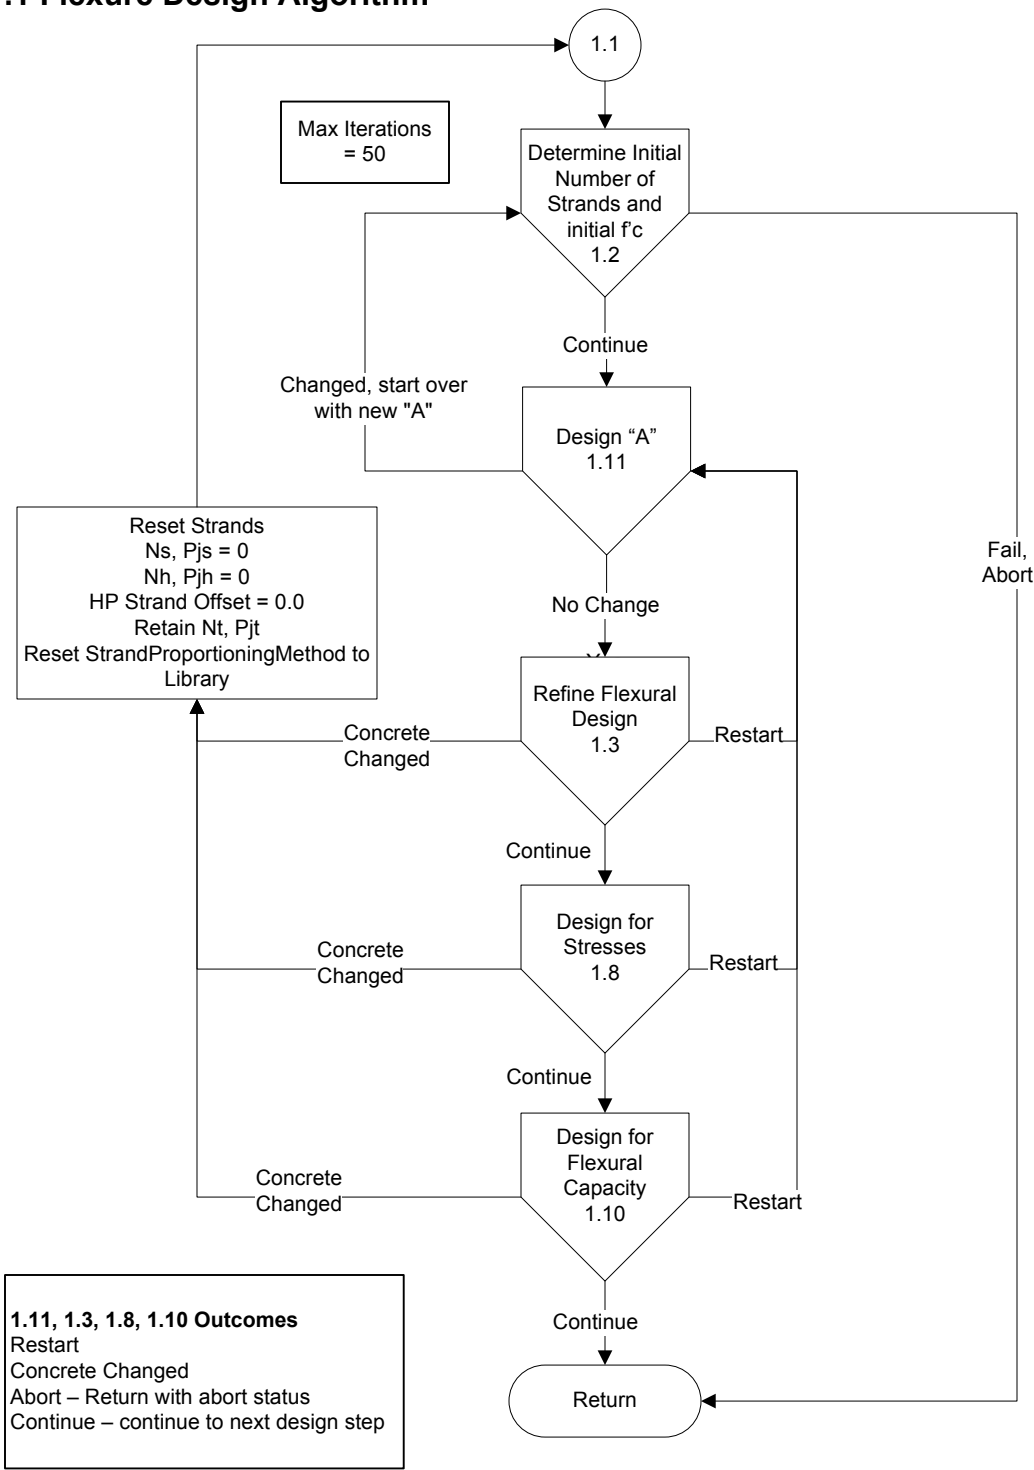 Flexure Design Algorithm
1.1
Max Iterations
= 50
Determine Initial
Number of
Strands and
initial f'c
1.2
Continue
Changed, start over
with new "A"
Design “A”
1.11
Fail,
Abort
Reset Strands
Ns, Pjs = 0
Nh, Pjh = 0
HP Strand Offset = 0.0
Retain Nt, Pjt
Reset StrandProportioningMethod to
Library
No Change
Refine Flexural
Design
1.3
Concrete
Changed
Restart
Continue
Design for
Stresses
1.8
Concrete
Changed
Restart
Continue
Design for
Flexural
Capacity
1.10
Concrete
Changed
Restart
Continue
Return
1.11, 1.3, 1.8, 1.10 Outcomes
Restart
Concrete Changed
Abort – Return with abort status
Continue – continue to next design step